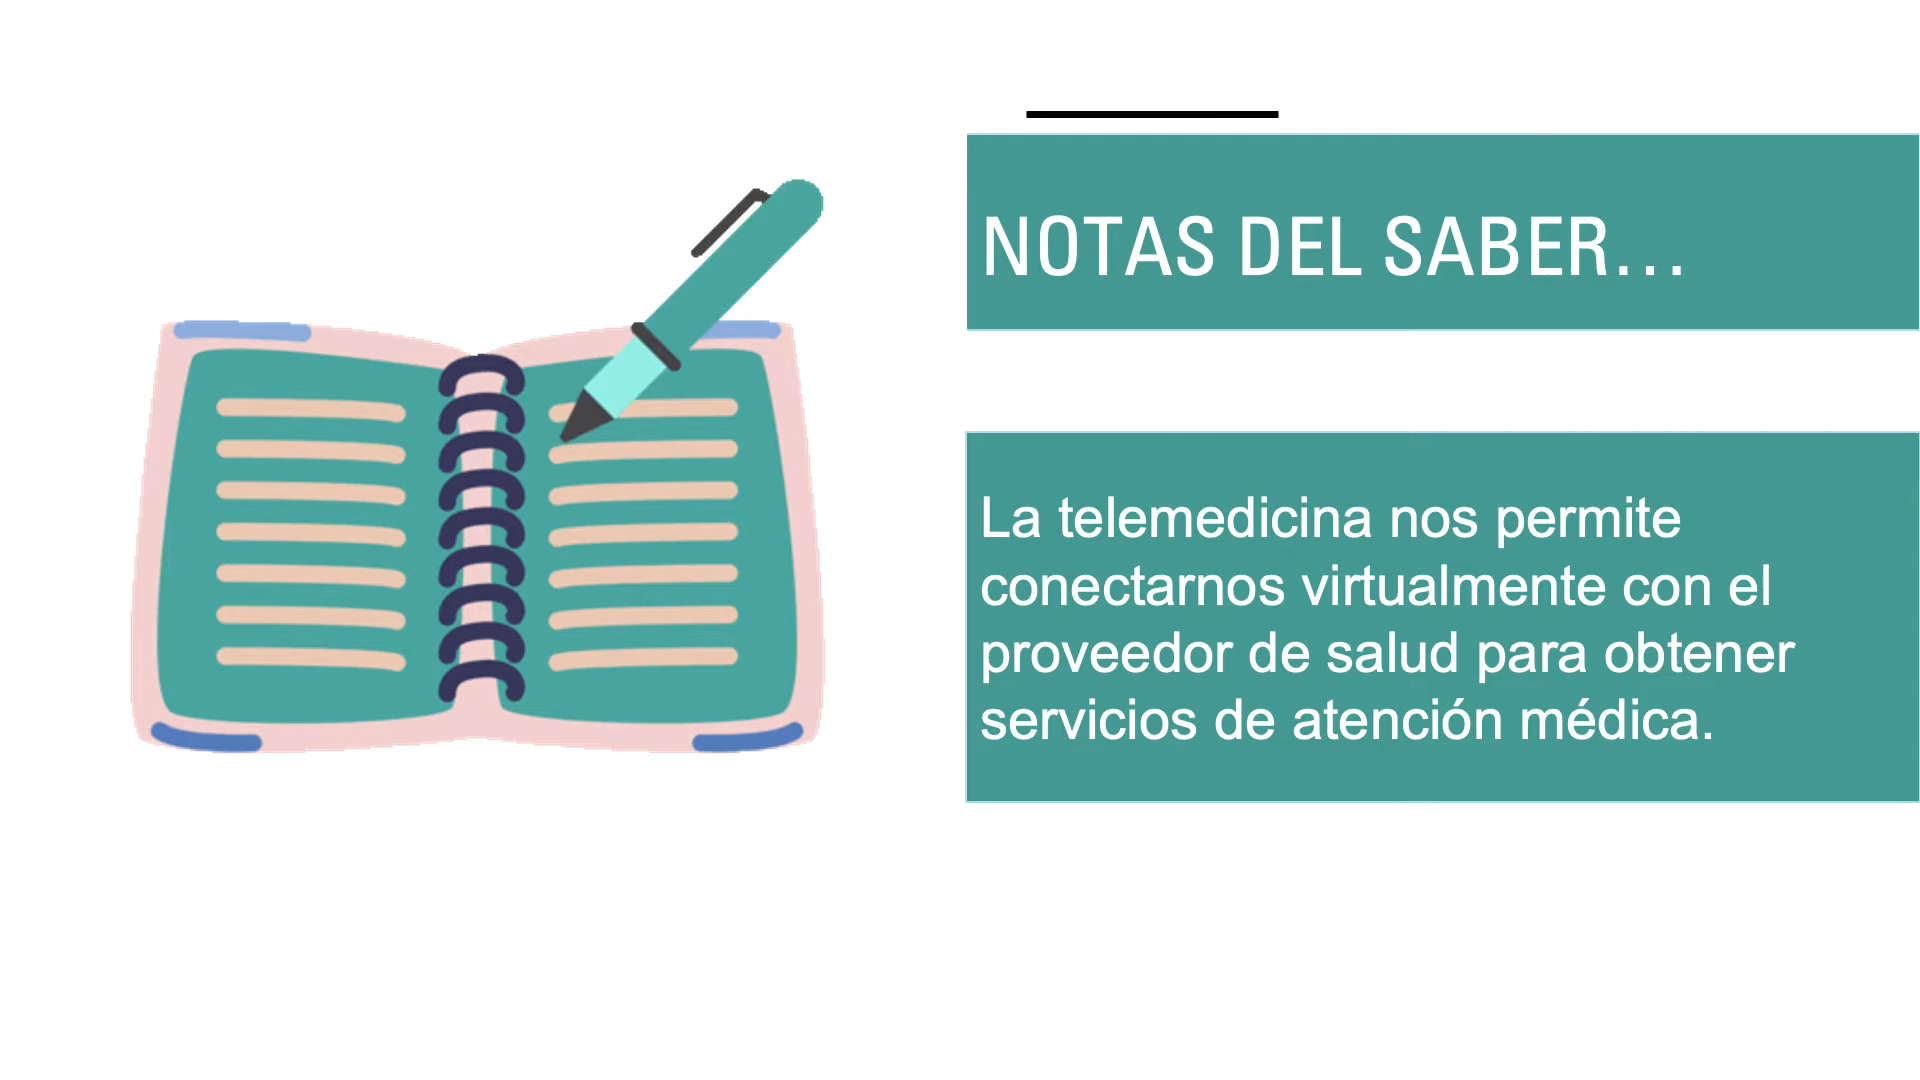 NOTAS DEL SABER...
La telemedicina nos permite
conectarnos virtualmente con el
proveedor de salud para obtener
servicios de atención médica.